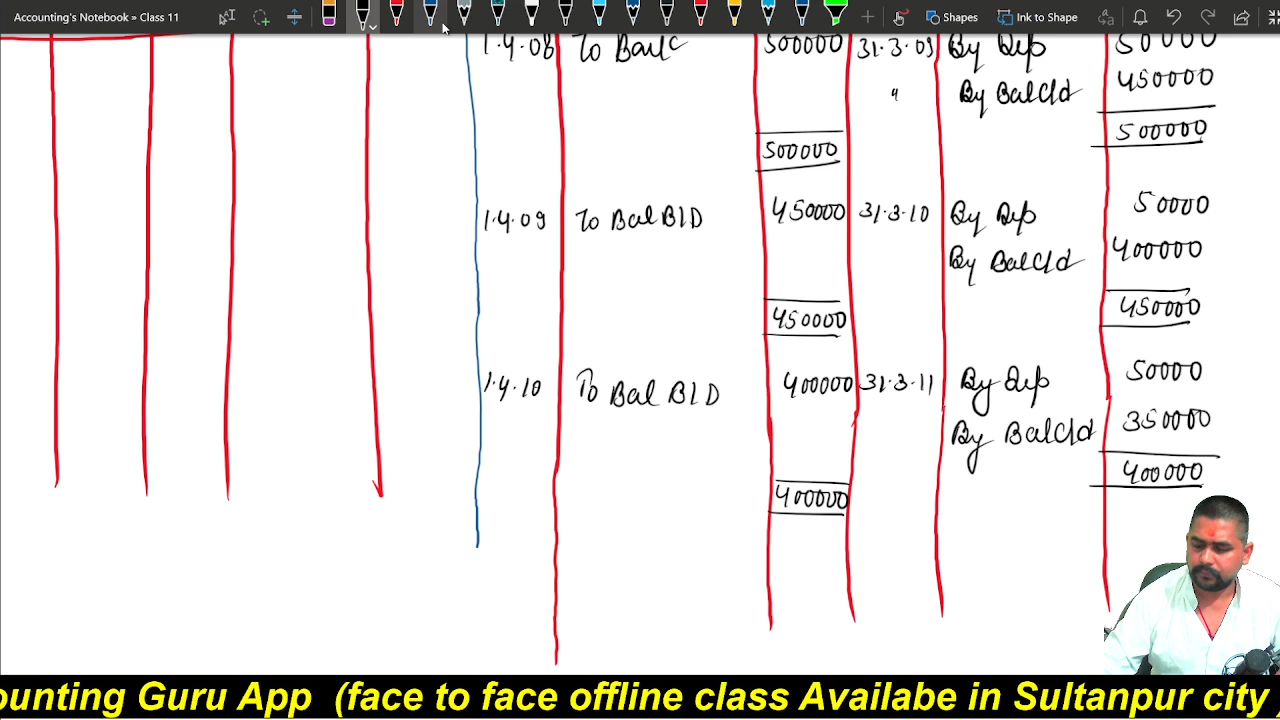 Accounting's Notebook » Class 11
Shapes
Ink to Shape
1.4.08 To Bank 500000 31.3.09 By Dep 50000
" By Bal C/d 450000
500000 500000
1.4.09 To Bal B/D 450000 31.3.10 By Dep 50000
By Bal C/d 400000
450000 450000
1.4.10 To Bal B/D 400000 31.3.11 By Dep 50000
By Bal C/d 350000
400000 400000
ounting Guru App (face to face offline class Availabe in Sultanpur city )